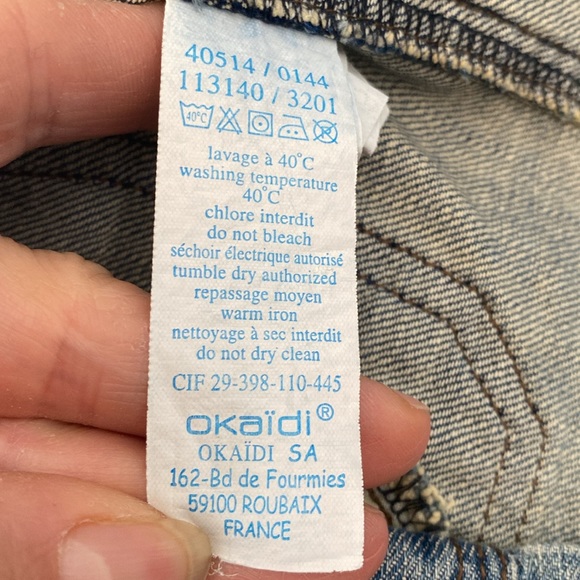 40514 / 0144
113140 / 3201
40°C
lavage à 40°C
washing temperature
40°C
chlore interdit
do not bleach
séchoir électrique autorisé
tumble dry authorized
repassage moyen
warm iron
nettoyage à sec interdit
do not dry clean
CIF 29-398-110-445
okaïdi®
OKAÏDI SA
162-Bd de Fourmies
59100 ROUBAIX
FRANCE